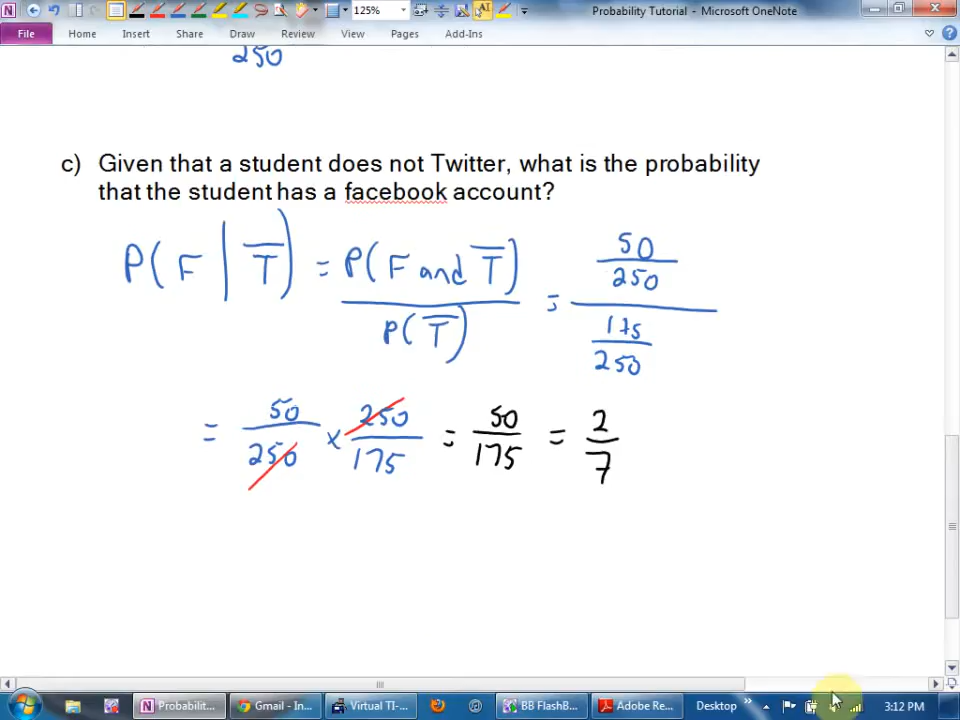 125%
Probability Tutorial - Microsoft OneNote
File Home Insert Share Draw Review View Pages Add-Ins
250
c) Given that a student does not Twitter, what is the probability
that the student has a facebook account?
P( F | T̅ ) = P( F and T̅ ) / P( T̅ ) = 50/250 / 175/250
= 50/250 x 250/175 = 50/175 = 2/7
Probabilit... Gmail - In... Virtual TI-... BB FlashB... Adobe Re... Desktop » 3:12 PM